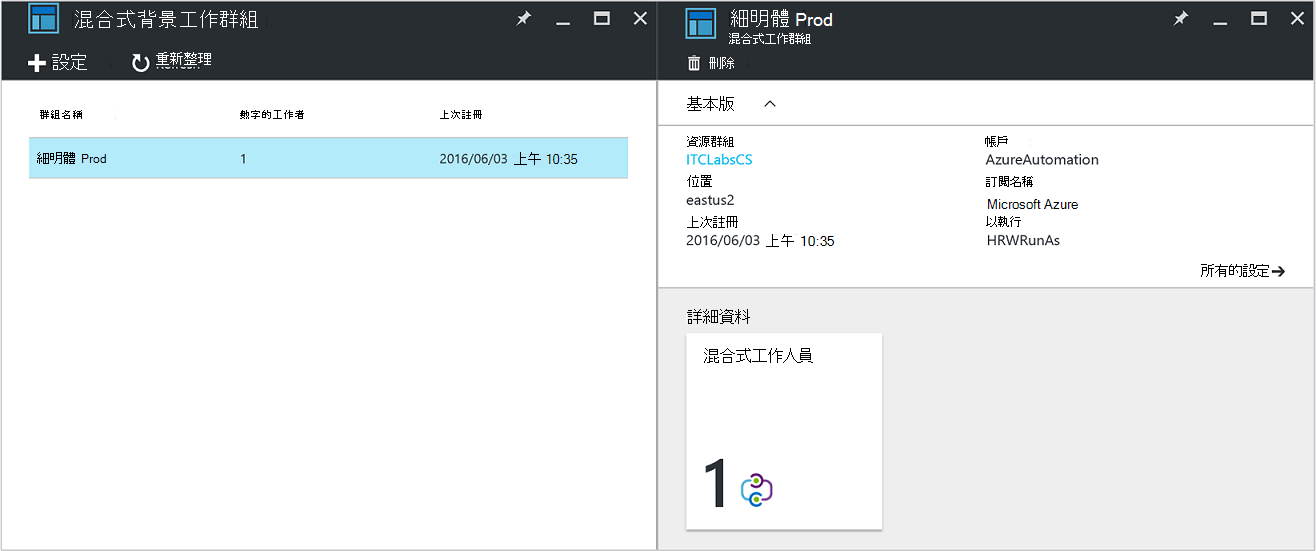 混合式背景工作群組
設定 重新整理
群組名稱 數字的工作者 上次註冊
細明體 Prod 1 2016/06/03 上午 10:35
細明體 Prod
混合式工作群組
刪除
基本版
資源群組 帳戶
ITCLabsCS AzureAutomation
位置 訂閱名稱
eastus2 Microsoft Azure
上次註冊 以執行
2016/06/03 上午 10:35 HRWRunAs
所有的設定
詳細資料
混合式工作人員
1